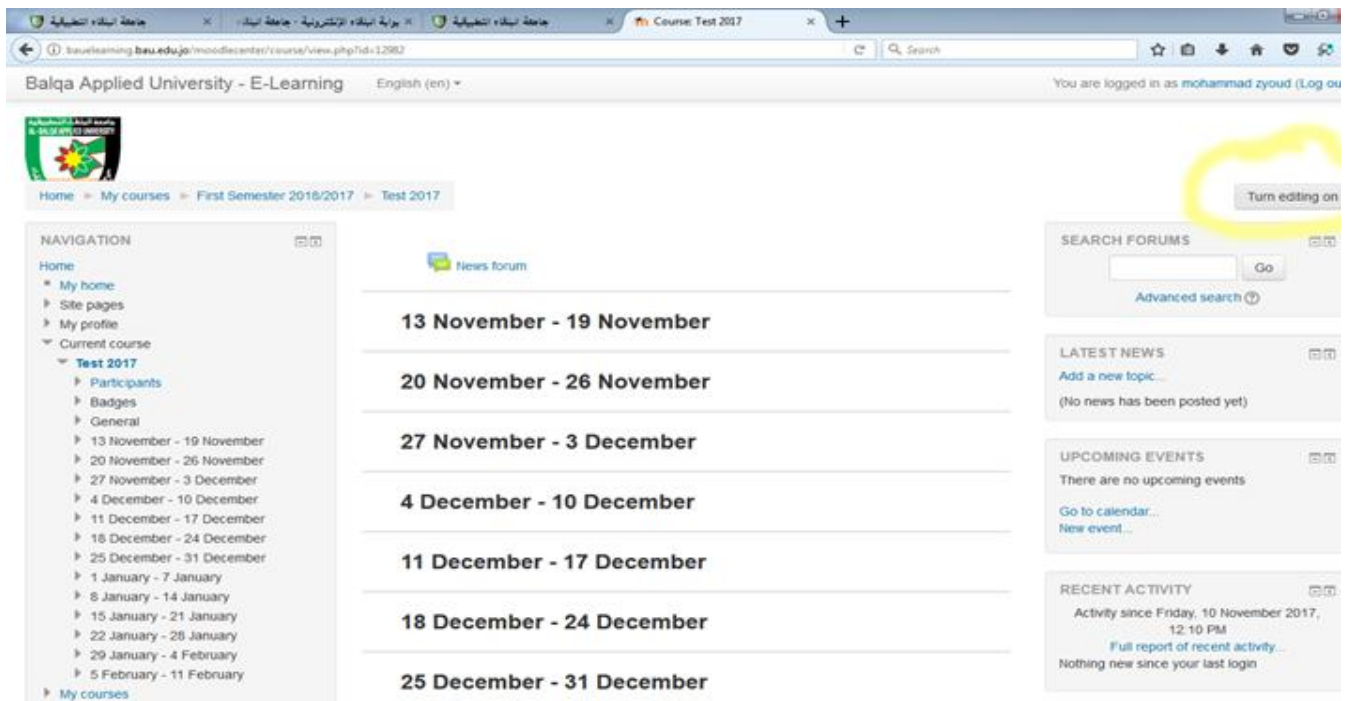 جامعة البلقاء التطبيقية
بوابة البلقاء الإلكترونية - جامعة البلقاء
جامعة البلقاء التطبيقية
Course: Test 2017
bauelearning.bau.edu.jo/moodlecenter/course/view.php?id=12982
Search
Balqa Applied University - E-Learning English (en)
You are logged in as mohammad zyoud (Log ou
Home My courses First Semester 2016/2017 Test 2017
Turn editing on
NAVIGATION
Home
My home
Site pages
My profile
Current course
Test 2017
Participants
Badges
General
13 November - 19 November
20 November - 26 November
27 November - 3 December
4 December - 10 December
11 December - 17 December
18 December - 24 December
25 December - 31 December
1 January - 7 January
8 January - 14 January
15 January - 21 January
22 January - 28 January
29 January - 4 February
5 February - 11 February
My courses
News forum
13 November - 19 November
20 November - 26 November
27 November - 3 December
4 December - 10 December
11 December - 17 December
18 December - 24 December
25 December - 31 December
SEARCH FORUMS
Go
Advanced search
LATEST NEWS
Add a new topic...
(No news has been posted yet)
UPCOMING EVENTS
There are no upcoming events
Go to calendar...
New event...
RECENT ACTIVITY
Activity since Friday, 10 November 2017,
12:10 PM
Full report of recent activity...
Nothing new since your last login